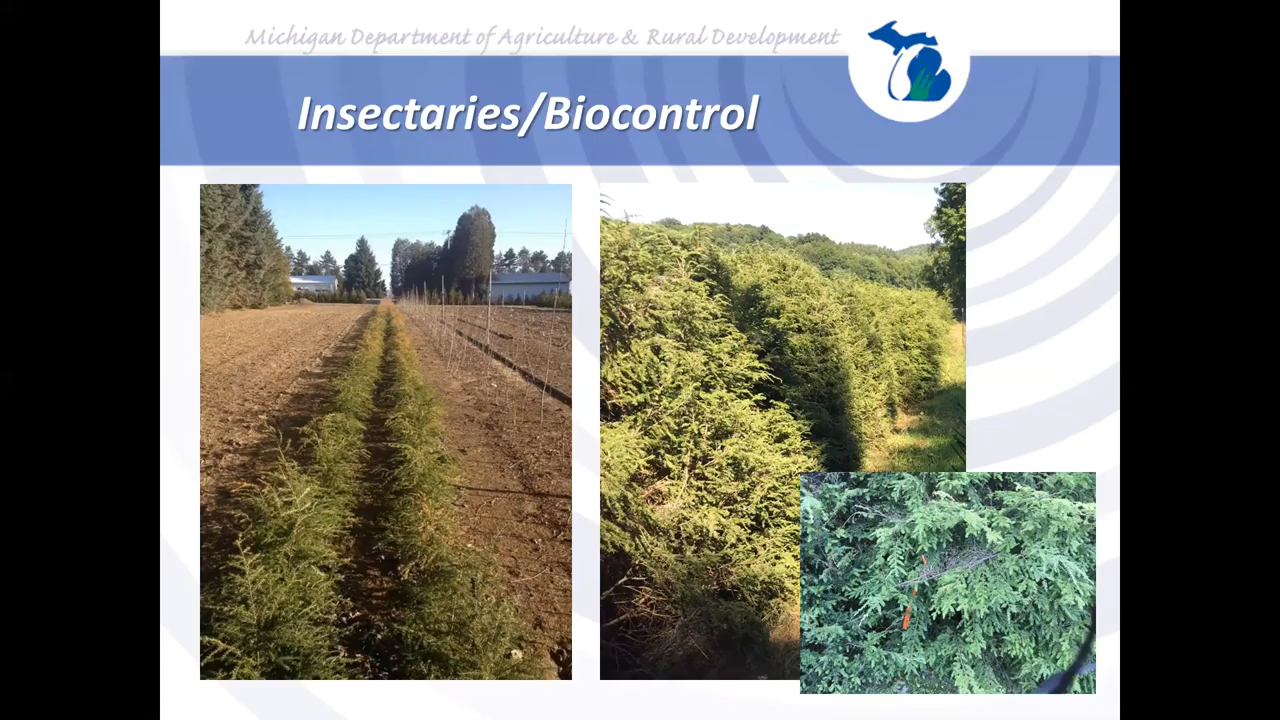 Michigan Department of Agriculture & Rural Development
Insectaries/Biocontrol